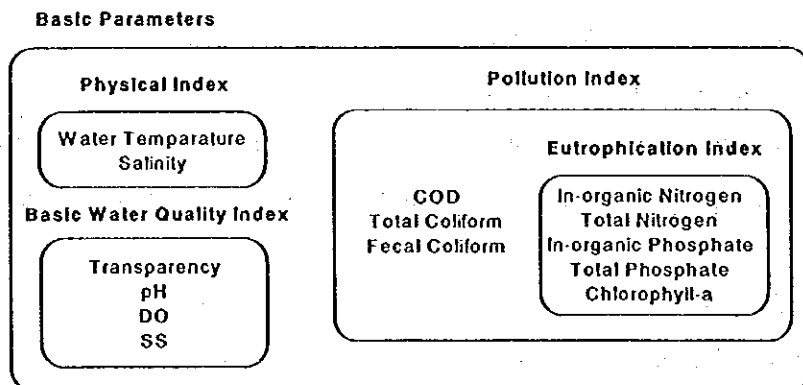 Basic Parameters
Physical Index
Water Temparature
Salinity
Basic Water Quality Index
Transparency
pH
DO
SS
Pollution Index
COD
Total Coliform
Fecal Coliform
Eutrophication Index
In-organic Nitrogen
Total Nitrogen
In-organic Phosphate
Total Phosphate
Chlorophyll-a